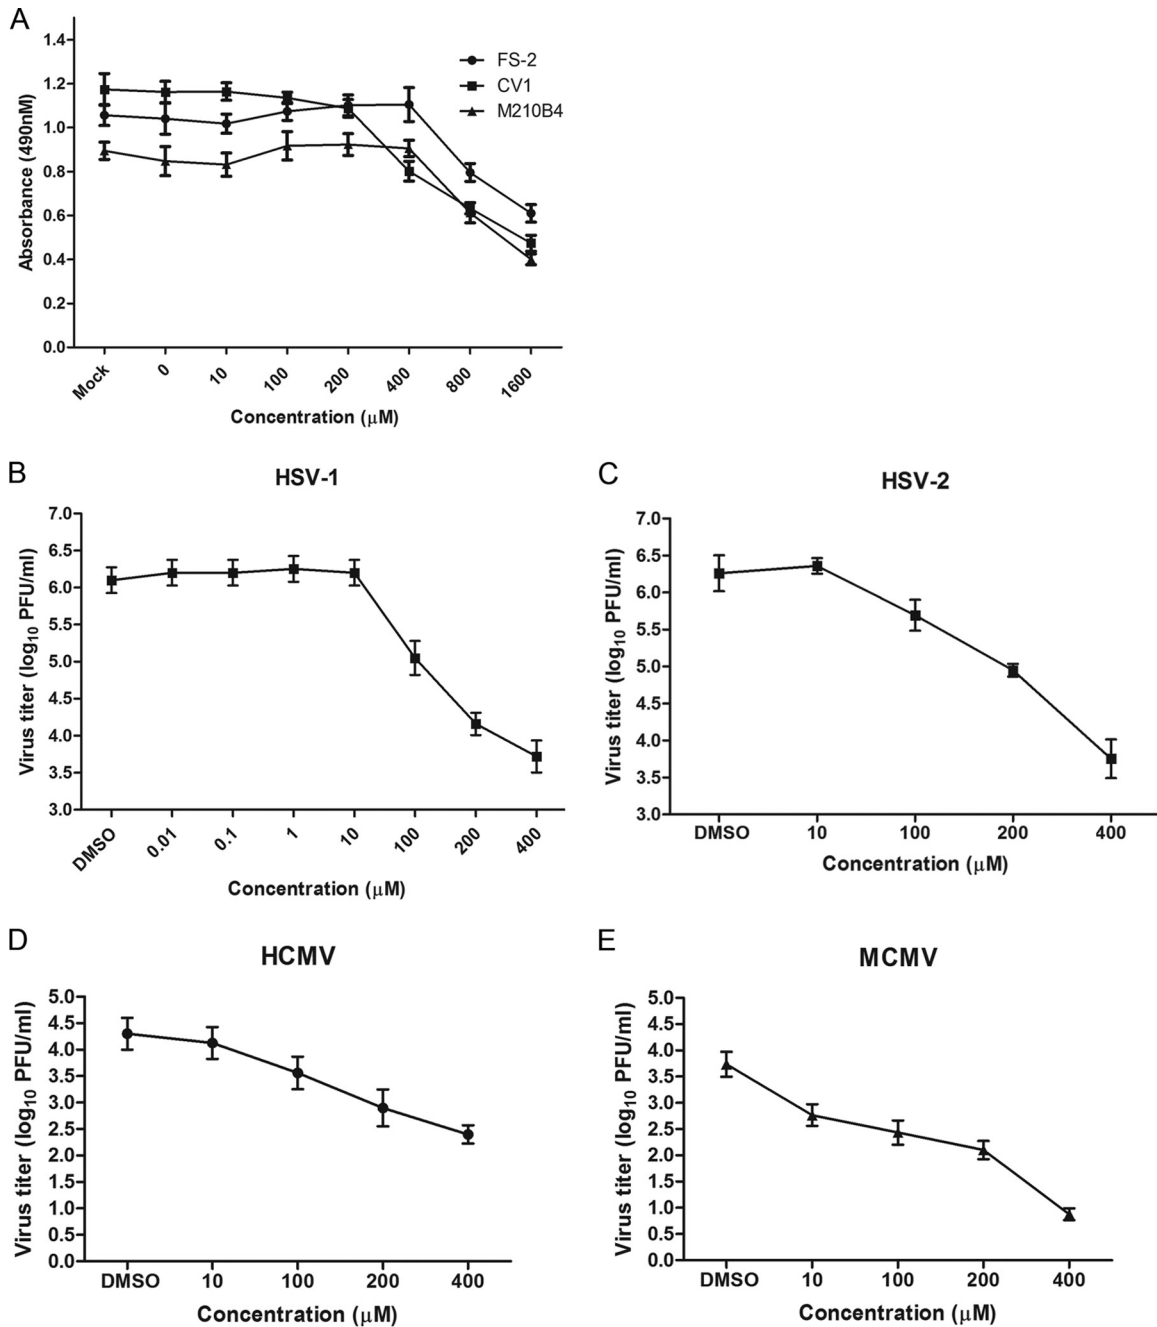 A
1.4
1.2
1.0
0.8
0.6
0.4
0.2
0.0
Absorbance (490nM)
FS-2
CV1
M210B4
Mock 0 10 100 200 400 800 1600
Concentration (μM)
B
HSV-1
7.0
6.5
6.0
5.5
5.0
4.5
4.0
3.5
3.0
Virus titer (log10 PFU/ml)
DMSO 0.01 0.1 1 10 100 200 400
Concentration (μM)
C
HSV-2
7.0
6.5
6.0
5.5
5.0
4.5
4.0
3.5
3.0
Virus titer (log10 PFU/ml)
DMSO 10 100 200 400
Concentration (μM)
D
HCMV
5.0
4.5
4.0
3.5
3.0
2.5
2.0
1.5
1.0
0.5
0.0
Virus titer (log10 PFU/ml)
DMSO 10 100 200 400
Concentration (μM)
E
MCMV
5.0
4.5
4.0
3.5
3.0
2.5
2.0
1.5
1.0
0.5
0.0
Virus titer (log10 PFU/ml)
DMSO 10 100 200 400
Concentration (μM)